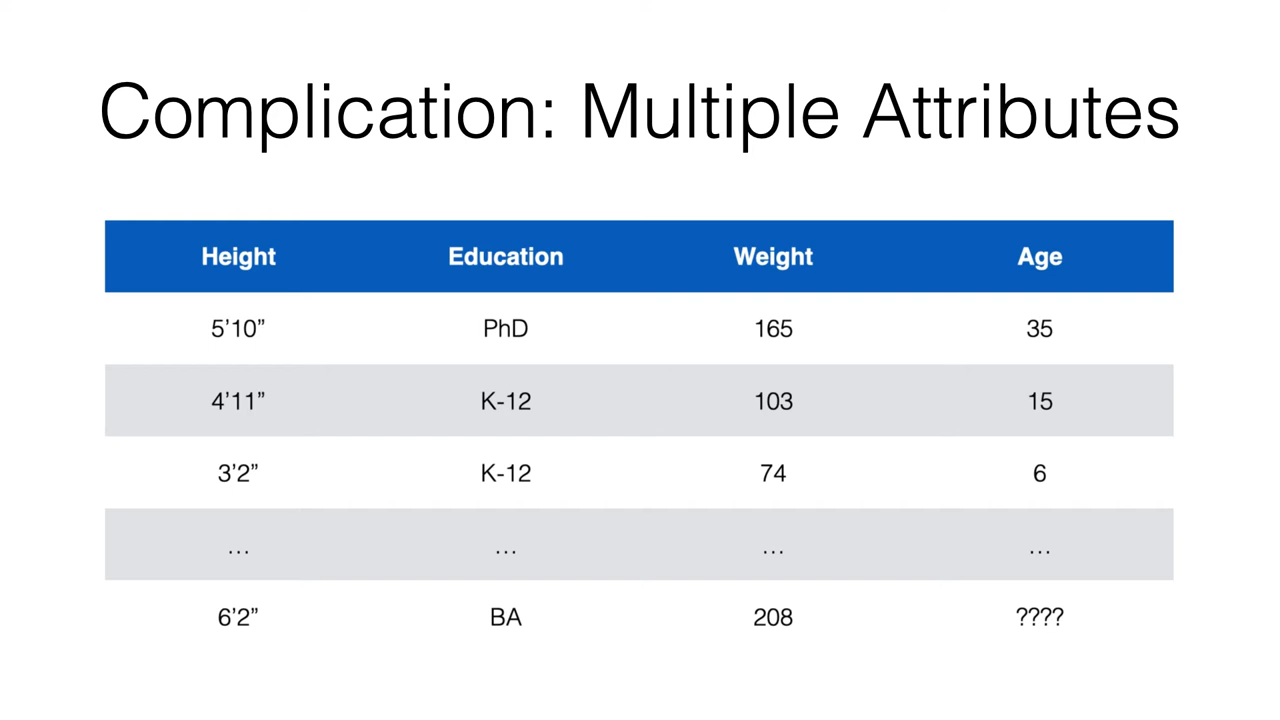 Complication: Multiple Attributes
Height Education Weight Age
5’10” PhD 165 35
4’11” K-12 103 15
3’2” K-12 74 6
… … … …
6’2” BA 208 ????